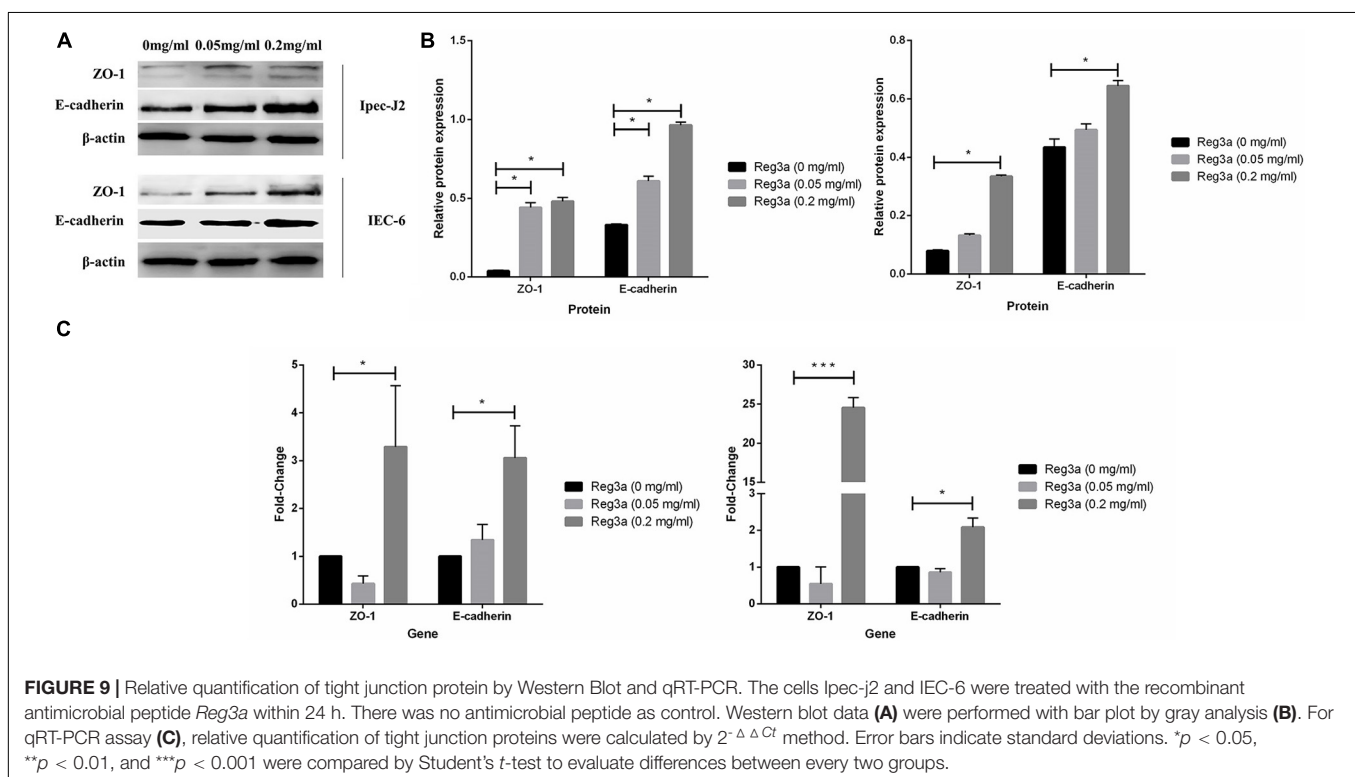 A
0mg/ml 0.05mg/ml 0.2mg/ml
ZO-1
E-cadherin
β-actin
Ipec-J2
ZO-1
E-cadherin
β-actin
IEC-6
B
Relative protein expression
1.5
1.0
0.5
0.0
*
*
*
*
ZO-1
E-cadherin
Protein
Reg3a (0 mg/ml)
Reg3a (0.05 mg/ml)
Reg3a (0.2 mg/ml)
Relative protein expression
0.8
0.6
0.4
0.2
0.0
*
*
ZO-1
E-cadherin
Protein
Reg3a (0 mg/ml)
Reg3a (0.05 mg/ml)
Reg3a (0.2 mg/ml)
C
Fold-Change
5
4
3
2
1
0
*
*
ZO-1
E-cadherin
Gene
Reg3a (0 mg/ml)
Reg3a (0.05 mg/ml)
Reg3a (0.2 mg/ml)
Fold-Change
30
25
20
15
3
2
1
0
***
*
ZO-1
E-cadherin
Gene
Reg3a (0 mg/ml)
Reg3a (0.05 mg/ml)
Reg3a (0.2 mg/ml)
FIGURE 9 | Relative quantification of tight junction protein by Western Blot and qRT-PCR. The cells Ipec-j2 and IEC-6 were treated with the recombinant
antimicrobial peptide Reg3a within 24 h. There was no antimicrobial peptide as control. Western blot data (A) were performed with bar plot by gray analysis (B). For
qRT-PCR assay (C), relative quantification of tight junction proteins were calculated by 2^-ΔΔCt method. Error bars indicate standard deviations. *p < 0.05,
**p < 0.01, and ***p < 0.001 were compared by Student's t-test to evaluate differences between every two groups.